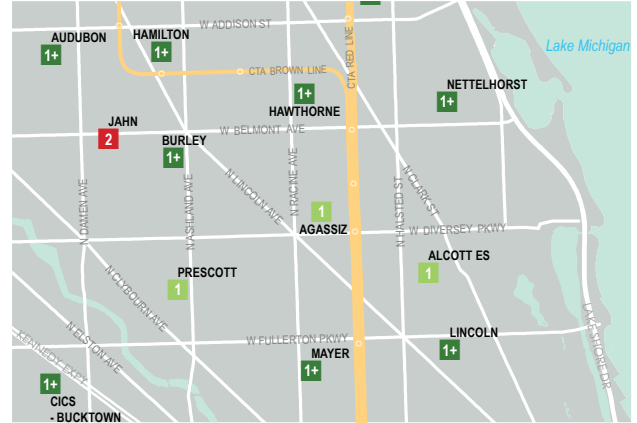 W ADDISON ST
AUDUBON
1+
HAMILTON
1+
CTA RED LINE
Lake Michigan
CTA BROWN LINE
NETTELHORST
1+
1+
HAWTHORNE
JAHN
2
W BELMONT AVE
BURLEY
1+
N DAMEN AVE
N ASHLAND AVE
N LINCOLN AVE
N RACINE AVE
N HALSTED ST
N CLARK ST
1
AGASSIZ
W DIVERSEY PKWY
ALCOTT ES
1
PRESCOTT
1
N CLYBOURN AVE
N ELSTON AVE
KENNEDY EXPY
W FULLERTON PKWY
LINCOLN
1+
MAYER
1+
LAKE SHORE DR
1+
CICS
- BUCKTOWN